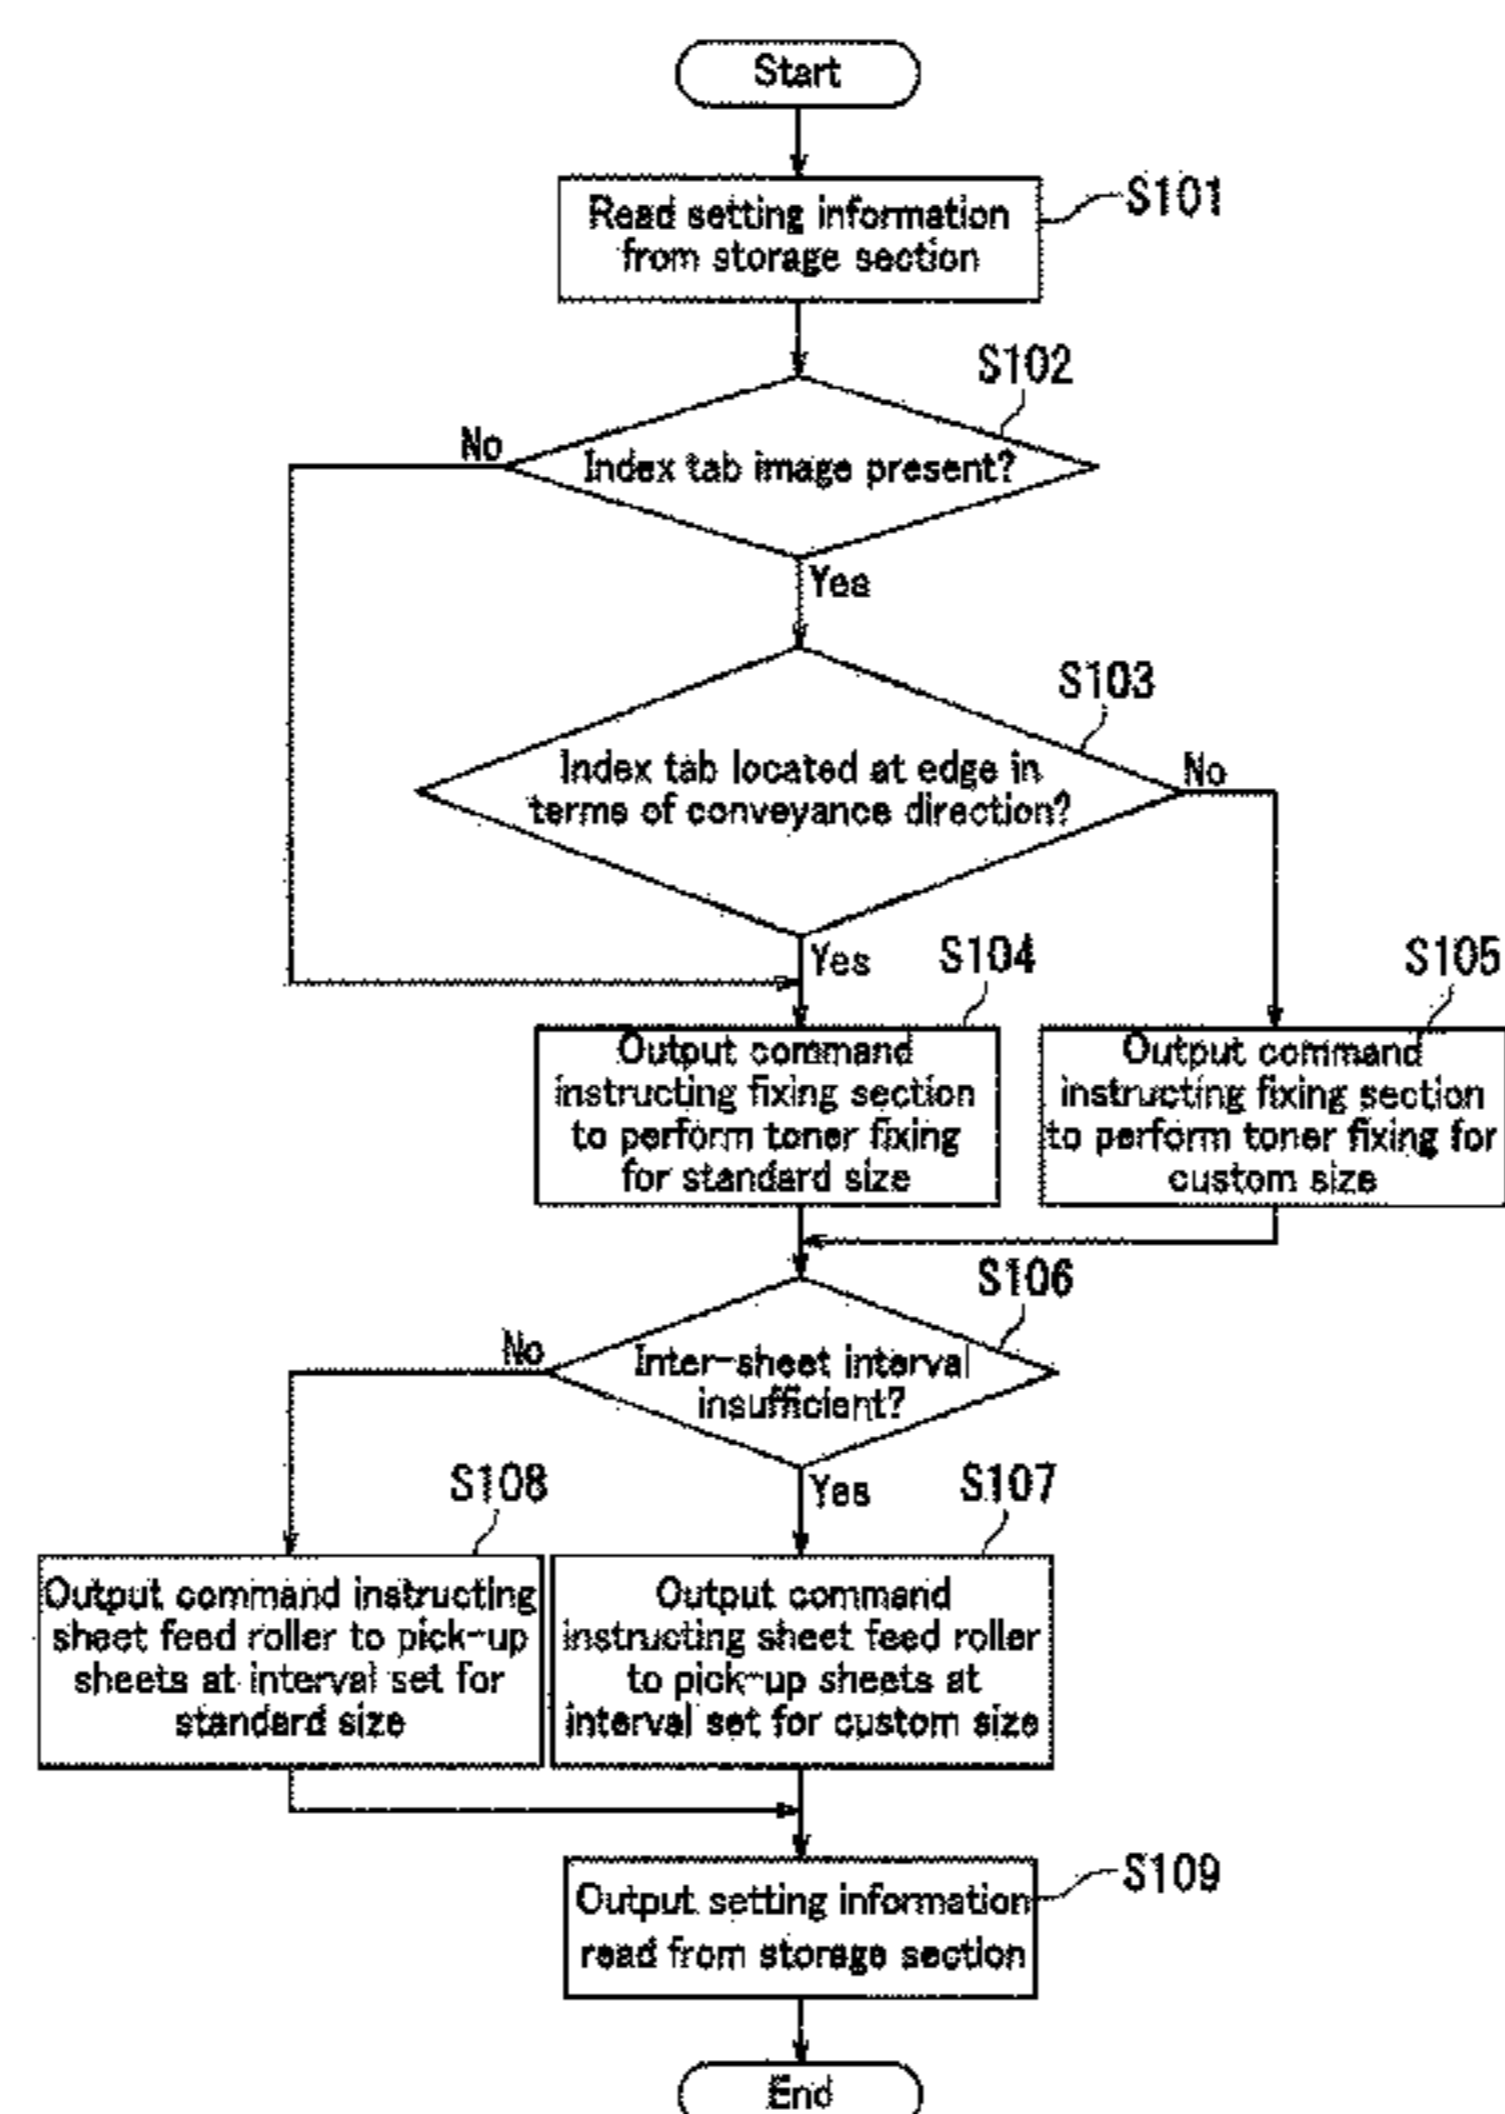 Start
Read setting information
from storage section
S101
S102
No
Index tab image present?
Yes
S103
Index tab located at edge in
terms of conveyance direction?
No
Yes
S104
S105
Output command
instructing fixing section
to perform toner fixing
for standard size
Output command
instructing fixing section
to perform toner fixing for
custom size
S106
No
Inter-sheet interval
insufficient?
Yes
S108
S107
Output command instructing
sheet feed roller to pick-up
sheets at interval set for
standard size
Output command
instructing sheet feed roller
to pick-up sheets at
interval set for custom size
S109
Output setting information
read from storage section
End